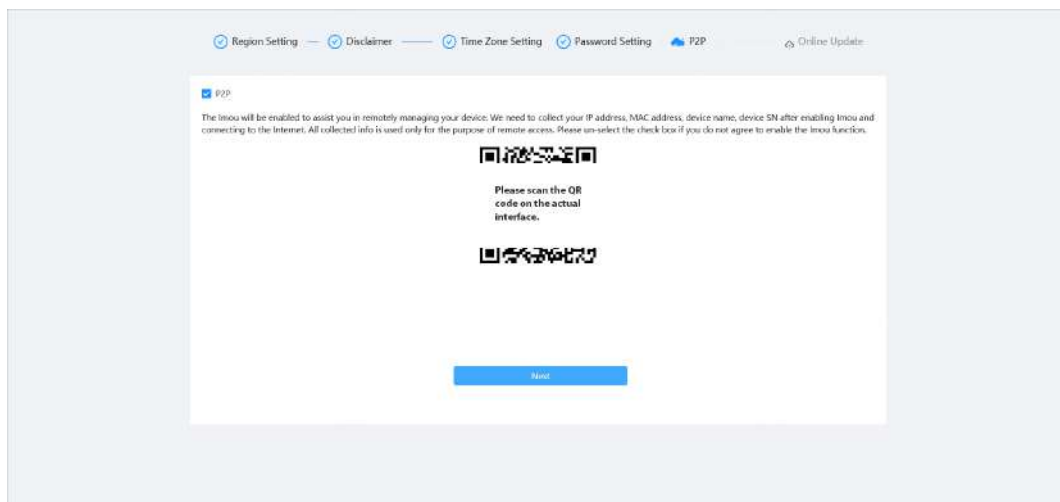 Region Setting
Disclaimer
Time Zone Setting
Password Setting
P2P
Online Update
P2P
The Imou will be enabled to assist you in remotely managing your device. We need to collect your IP address, MAC address, device name, device SN after enabling Imou and
connecting to the Internet. All collected info is used only for the purpose of remote access. Please un-select the check box if you do not agree to enable the Imou function.
Please scan the QR
code on the actual
interface.
Next